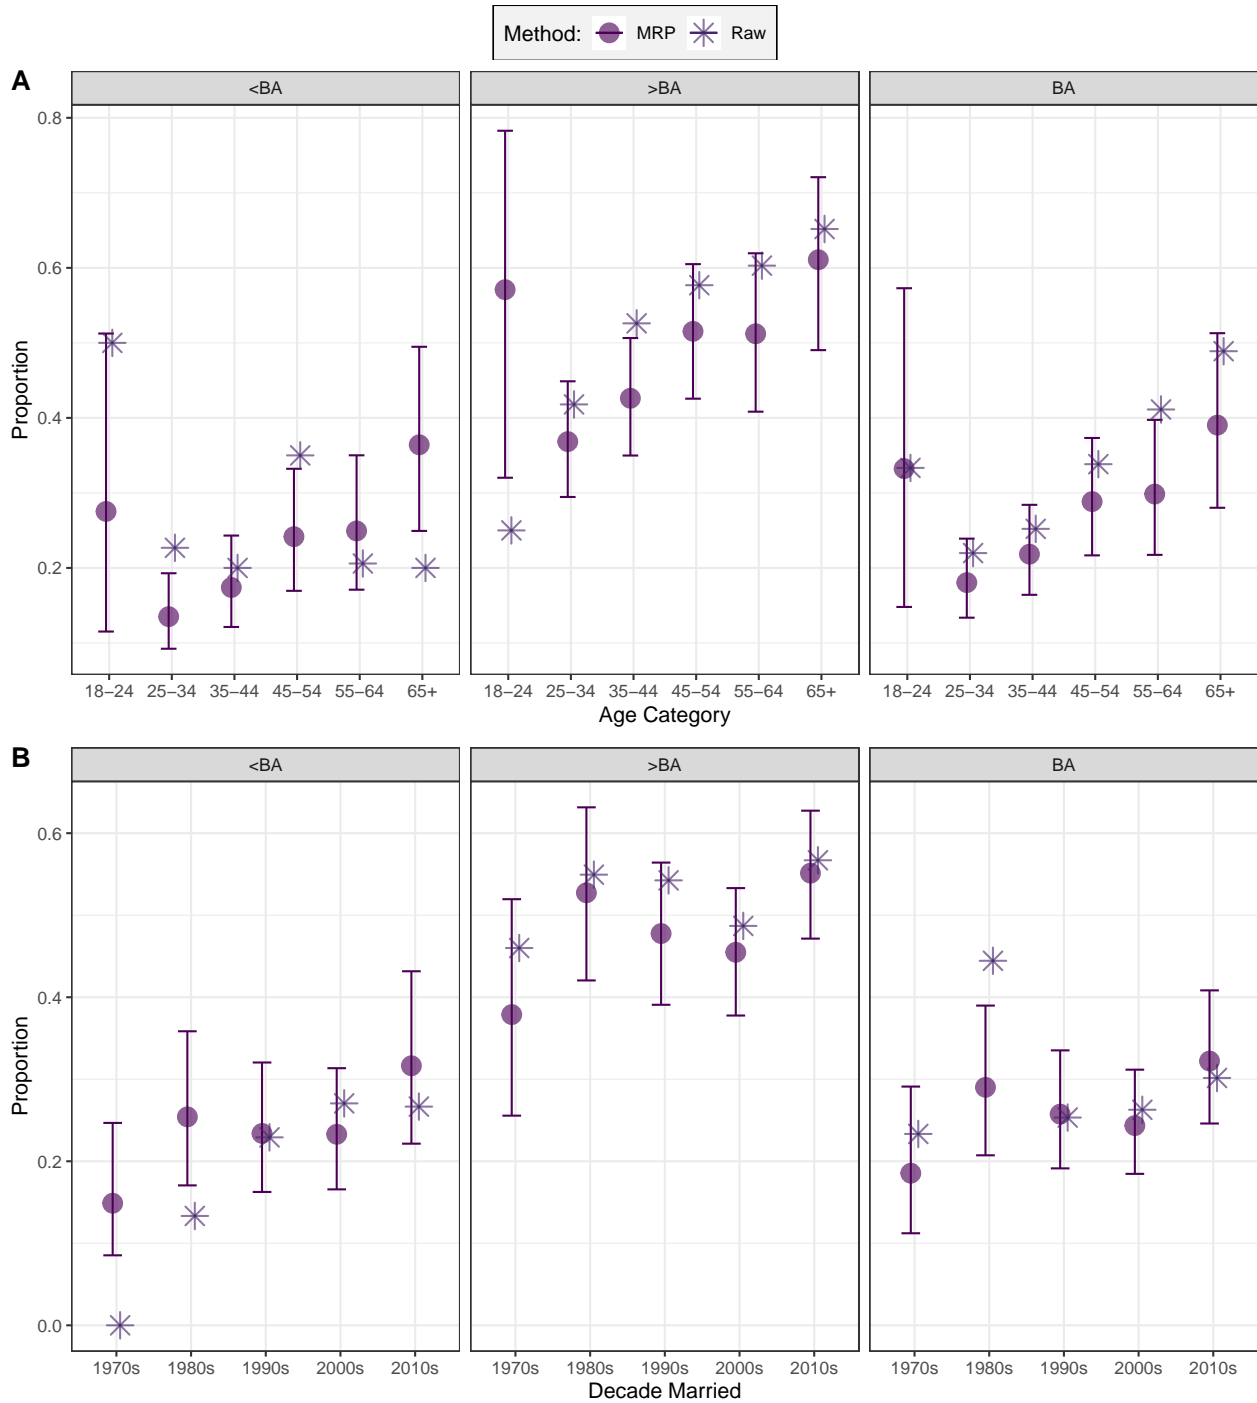 Method: MRP Raw
A
<BA >BA BA
0.8
0.6
0.4
0.2
Proportion
18–24 25–34 35–44 45–54 55–64 65+ 18–24 25–34 35–44 45–54 55–64 65+ 18–24 25–34 35–44 45–54 55–64 65+
Age Category
B
<BA >BA BA
0.6
0.4
0.2
0.0
Proportion
1970s 1980s 1990s 2000s 2010s 1970s 1980s 1990s 2000s 2010s 1970s 1980s 1990s 2000s 2010s
Decade Married